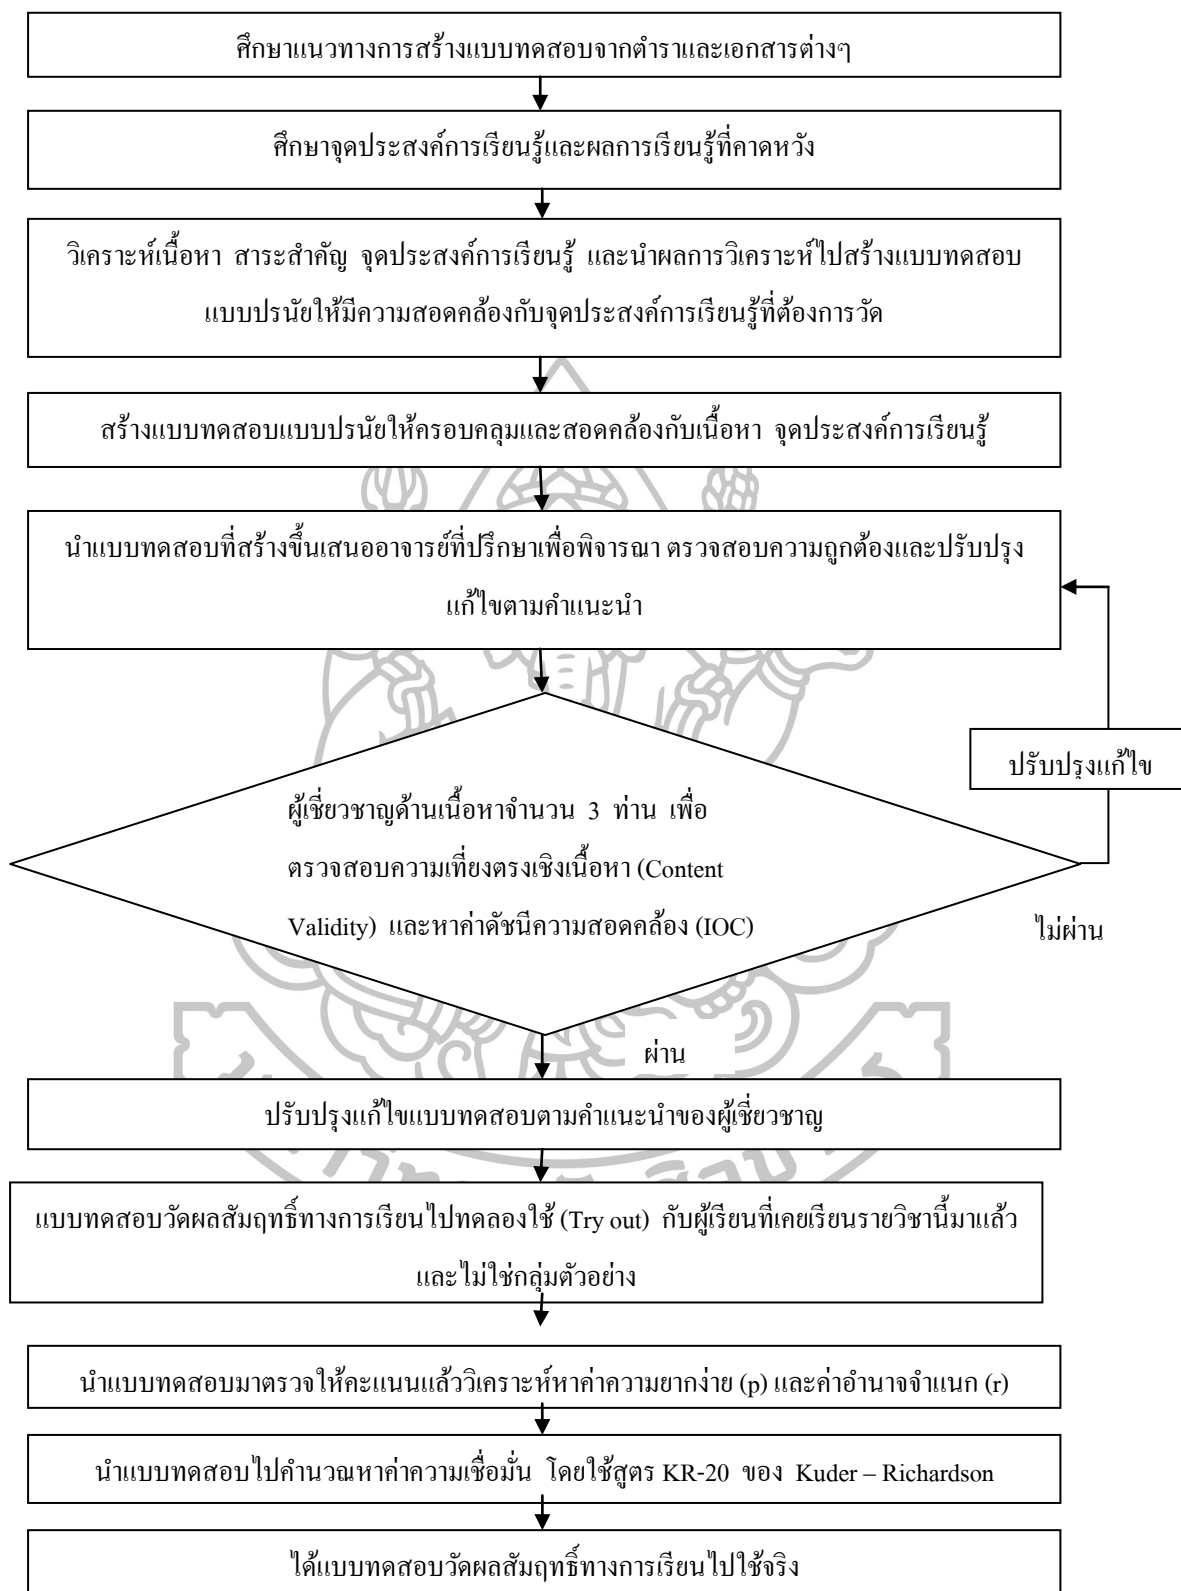 ศึกษาแนวทางการสร้างแบบทดสอบจากตำราและเอกสารต่างๆ
ศึกษาจุดประสงค์การเรียนรู้และผลการเรียนรู้ที่คาดหวัง
วิเคราะห์เนื้อหา สาระสำคัญ จุดประสงค์การเรียนรู้ และนำผลการวิเคราะห์ไปสร้างแบบทดสอบ
แบบปรนัยให้มีความสอดคล้องกับจุดประสงค์การเรียนรู้ที่ต้องการวัด
สร้างแบบทดสอบแบบปรนัยให้ครอบคลุมและสอดคล้องกับเนื้อหา จุดประสงค์การเรียนรู้
นำแบบทดสอบที่สร้างขึ้นเสนออาจารย์ที่ปรึกษาเพื่อพิจารณา ตรวจสอบความถูกต้องและปรับปรุง
แก้ไขตามคำแนะนำ
ปรับปรุงแก้ไข
ผู้เชี่ยวชาญด้านเนื้อหาจำนวน 3 ท่าน เพื่อ
ตรวจสอบความเที่ยงตรงเชิงเนื้อหา (Content
Validity) และหาค่าดัชนีความสอดคล้อง (IOC)
ไม่ผ่าน
ผ่าน
ปรับปรุงแก้ไขแบบทดสอบตามคำแนะนำของผู้เชี่ยวชาญ
แบบทดสอบวัดผลสัมฤทธิ์ทางการเรียนไปทดลองใช้ (Try out) กับผู้เรียนที่เคยเรียนรายวิชานี้มาแล้ว
และไม่ใช่กลุ่มตัวอย่าง
นำแบบทดสอบมาตรวจให้คะแนนแล้ววิเคราะห์หาค่าความยากง่าย (p) และค่าอำนาจจำแนก (r)
นำแบบทดสอบไปคำนวณหาค่าความเชื่อมั่น โดยใช้สูตร KR-20 ของ Kuder – Richardson
ได้แบบทดสอบวัดผลสัมฤทธิ์ทางการเรียนไปใช้จริง